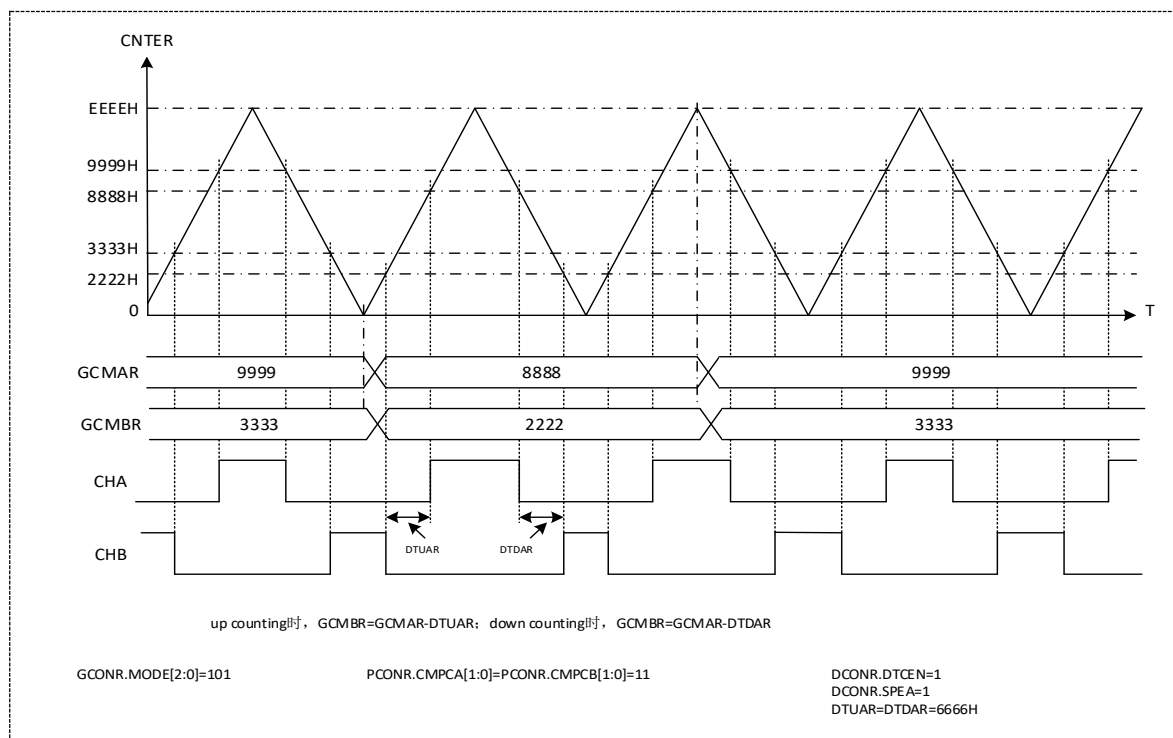 CNTER
EEEEH
9999H
8888H
3333H
2222H
0
T
GCMAR
9999
8888
9999
GCMBR
3333
2222
3333
CHA
DTUAR
DTDAR
CHB
up counting时，GCMBR=GCMAR-DTUAR；down counting时，GCMBR=GCMAR-DTDAR
GCONR.MODE[2:0]=101
PCONR.CMPCA[1:0]=PCONR.CMPCB[1:0]=11
DCONR.DTCEN=1
DCONR.SPEA=1
DTUAR=DTDAR=6666H